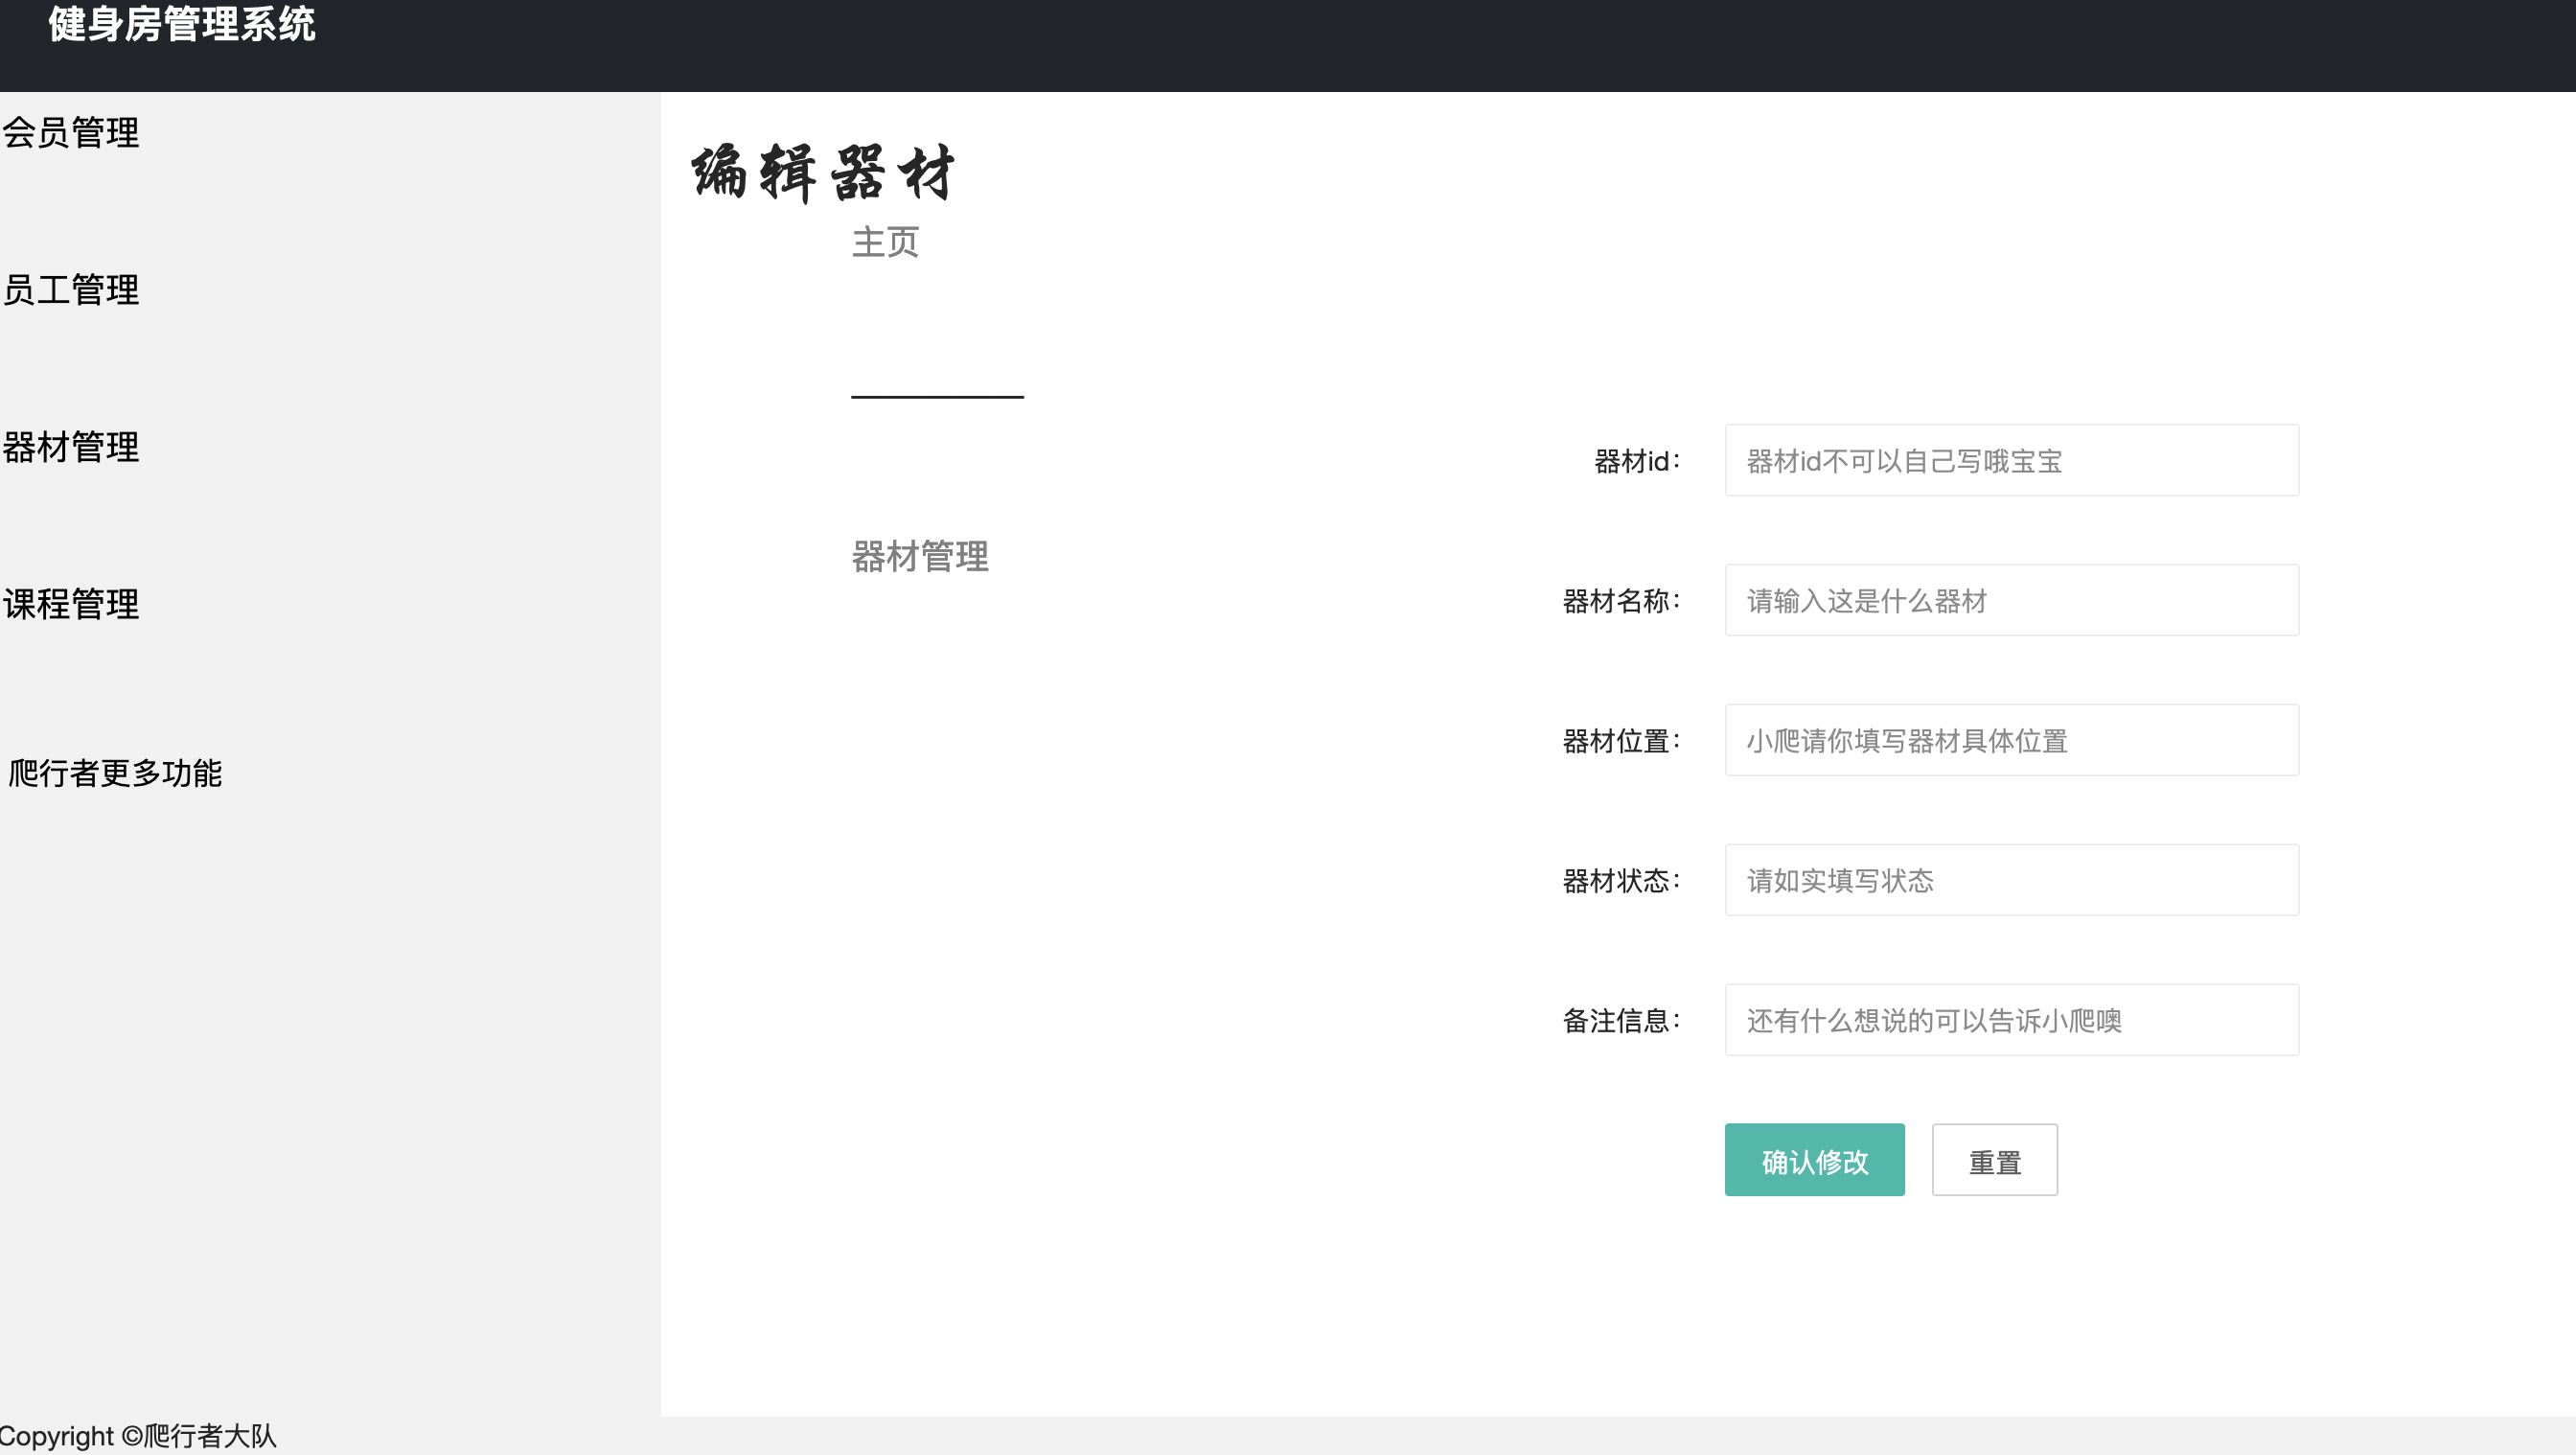 健身房管理系统
会员管理
员工管理
器材管理
课程管理
爬行者更多功能
编辑器材
主页
器材管理
器材id： 器材id不可以自己写哦宝宝
器材名称： 请输入这是什么器材
器材位置： 小爬请你填写器材具体位置
器材状态： 请如实填写状态
备注信息： 还有什么想说的可以告诉小爬噢
确认修改 重置
Copyright ©爬行者大队